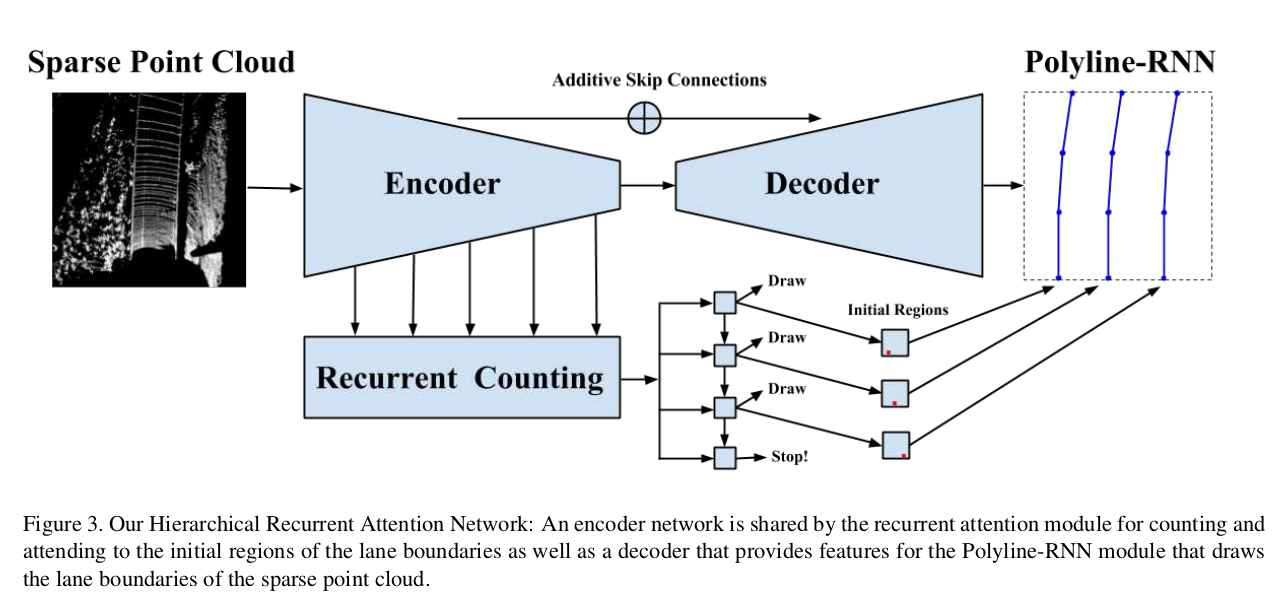 Sparse Point Cloud
Polyline-RNN
Additive Skip Connections
Encoder
Decoder
Draw
Initial Regions
Draw
Recurrent Counting
Draw
Stop!
Figure 3. Our Hierarchical Recurrent Attention Network: An encoder network is shared by the recurrent attention module for counting and
attending to the initial regions of the lane boundaries as well as a decoder that provides features for the Polyline-RNN module that draws
the lane boundaries of the sparse point cloud.